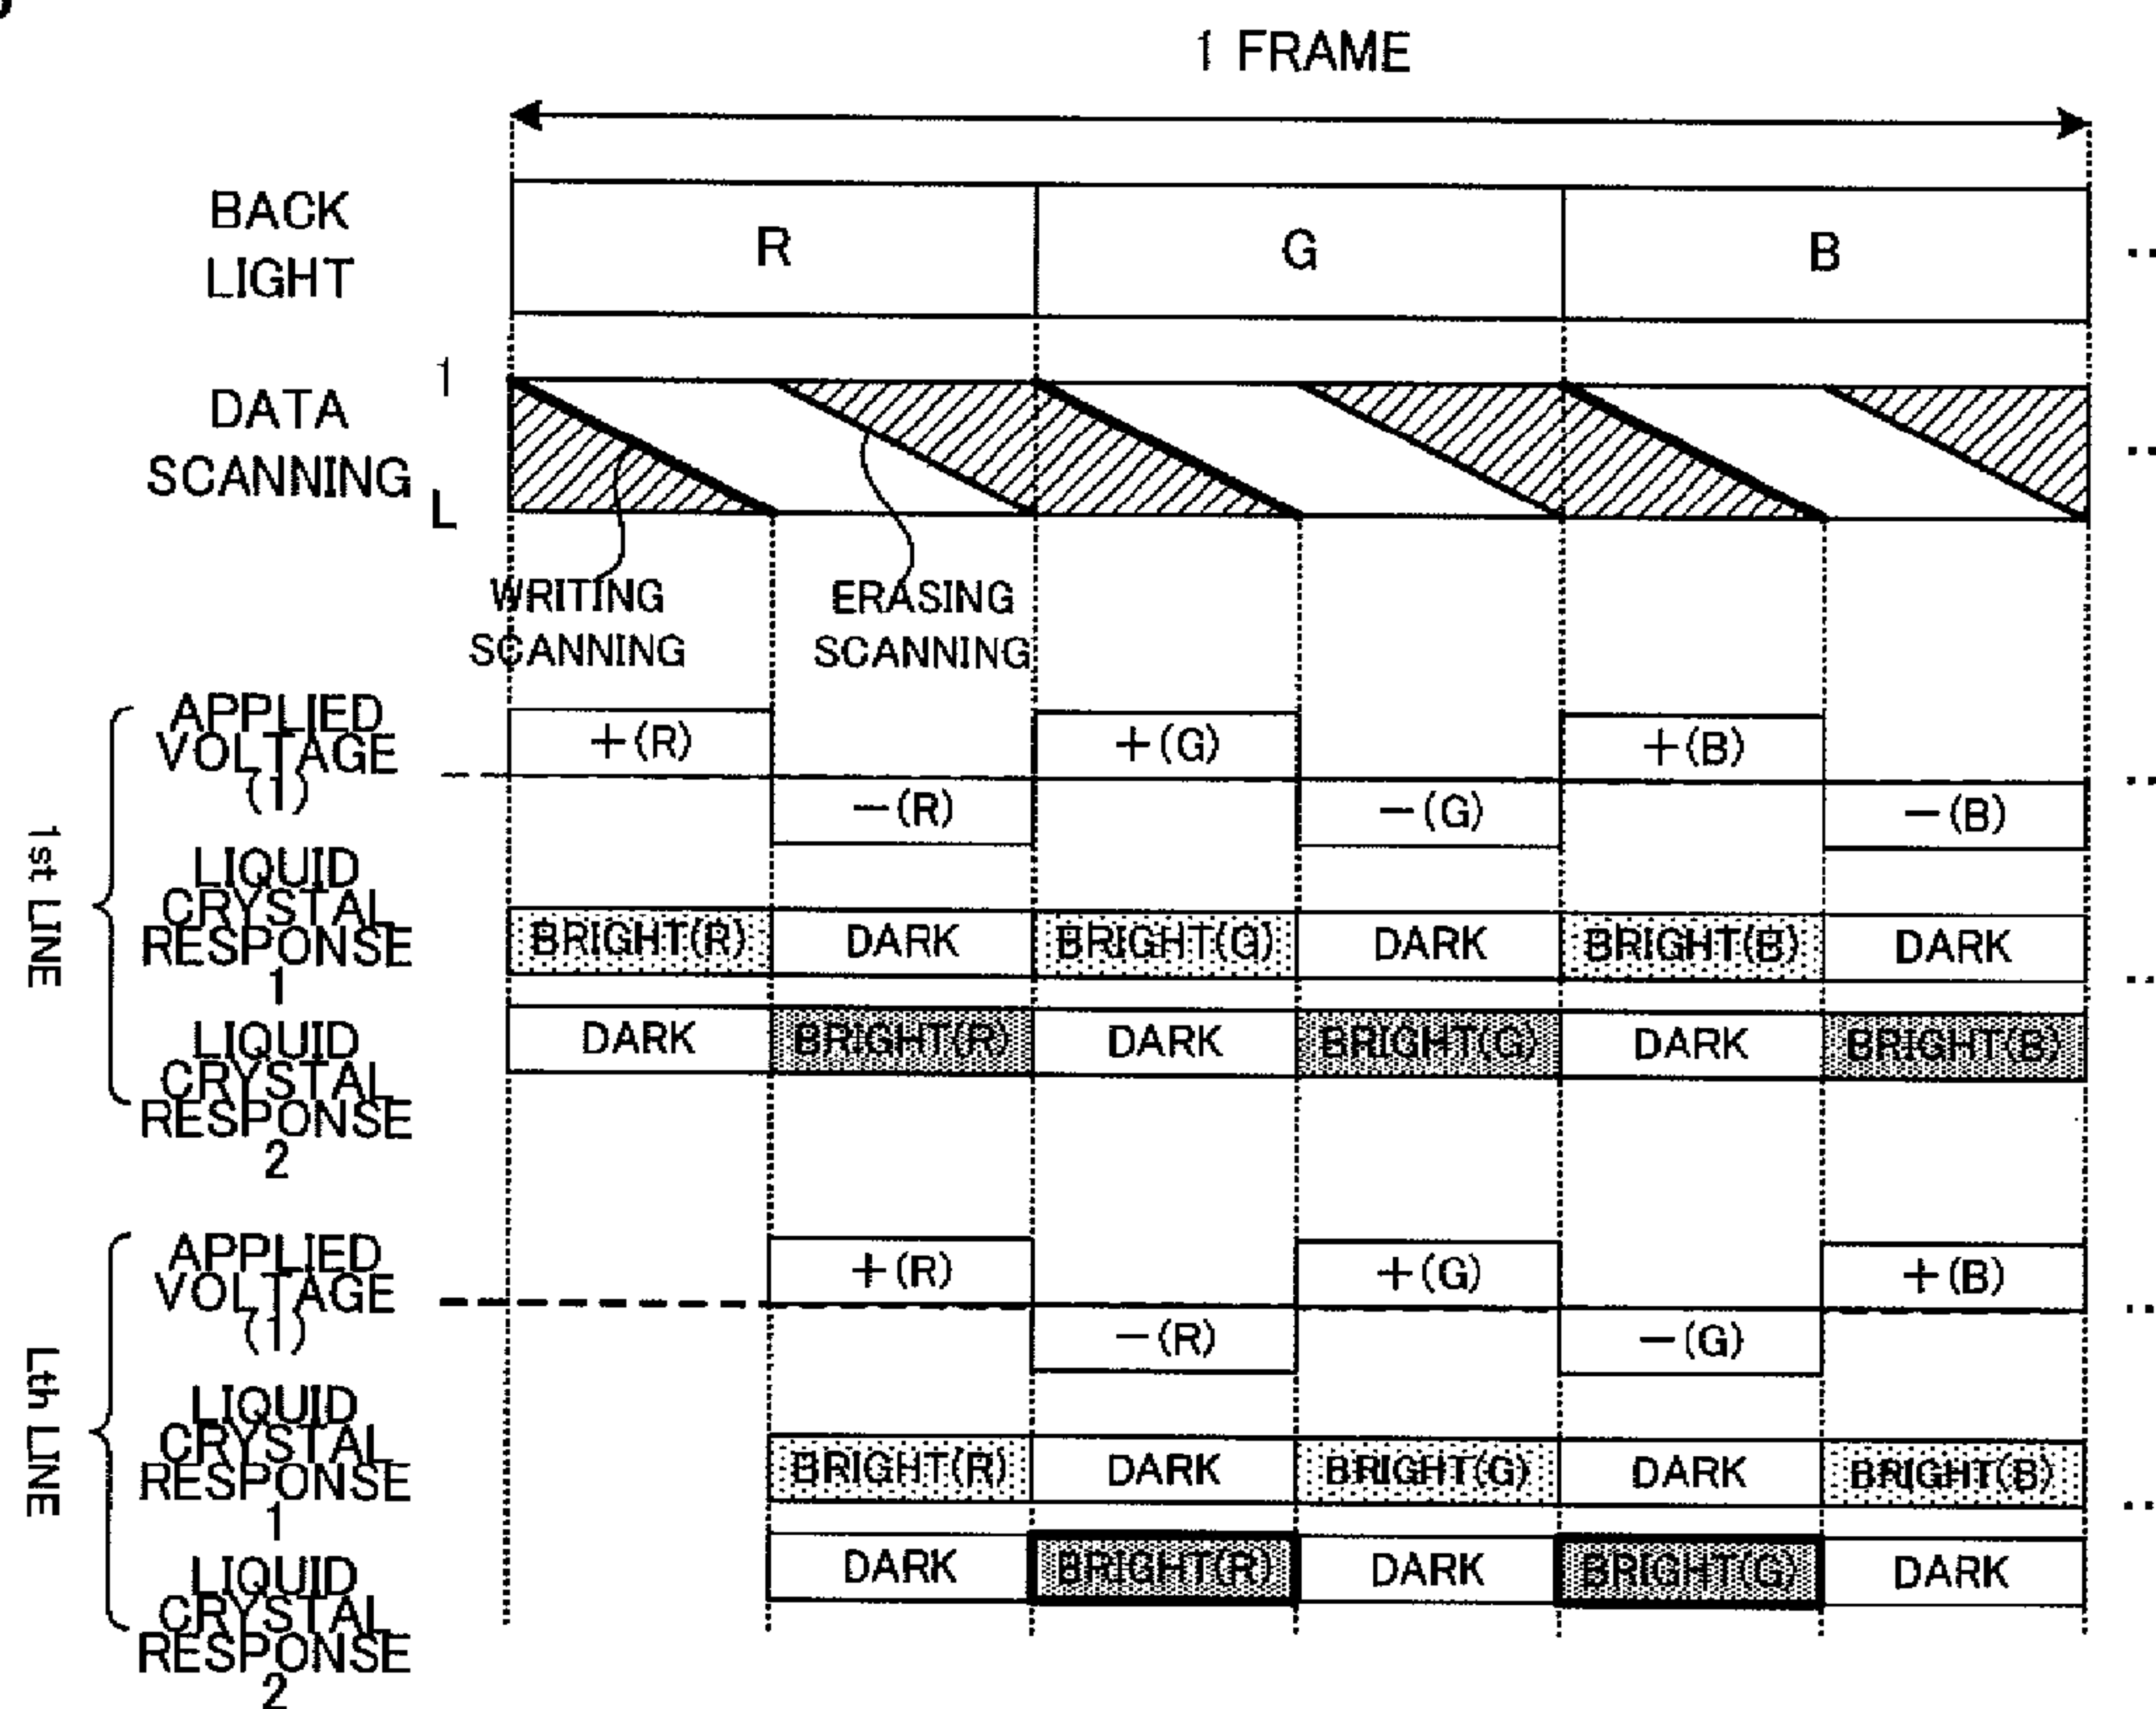 1 FRAME
BACK
LIGHT
R
G
B
1
DATA
SCANNING
L
WRITING
SCANNING
ERASING
SCANNING
1st LINE
APPLIED
VOLTAGE
(1)
+(R)
+(G)
+(B)
−(R)
−(G)
−(B)
LIQUID
CRYSTAL
RESPONSE
1
BRIGHT(R)
DARK
BRIGHT(G)
DARK
BRIGHT(B)
DARK
LIQUID
CRYSTAL
RESPONSE
2
DARK
BRIGHT(R)
DARK
BRIGHT(G)
DARK
BRIGHT(B)
Lth LINE
APPLIED
VOLTAGE
(1)
+(R)
+(G)
+(B)
−(R)
−(G)
LIQUID
CRYSTAL
RESPONSE
1
BRIGHT(R)
DARK
BRIGHT(G)
DARK
BRIGHT(B)
LIQUID
CRYSTAL
RESPONSE
2
DARK
BRIGHT(R)
DARK
BRIGHT(G)
DARK